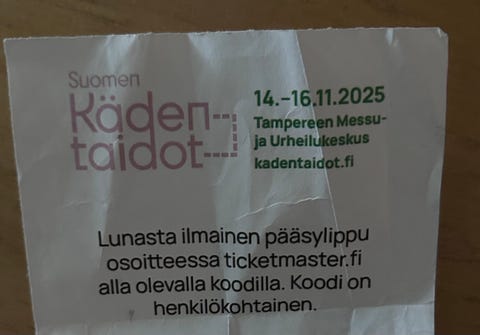 Suomen
Käden-
taidot
14.–16.11.2025
Tampereen Messu-
ja Urheilukeskus
kadentaidot.fi
Lunasta ilmainen pääsylippu
osoitteessa ticketmaster.fi
alla olevalla koodilla. Koodi on
henkilökohtainen.